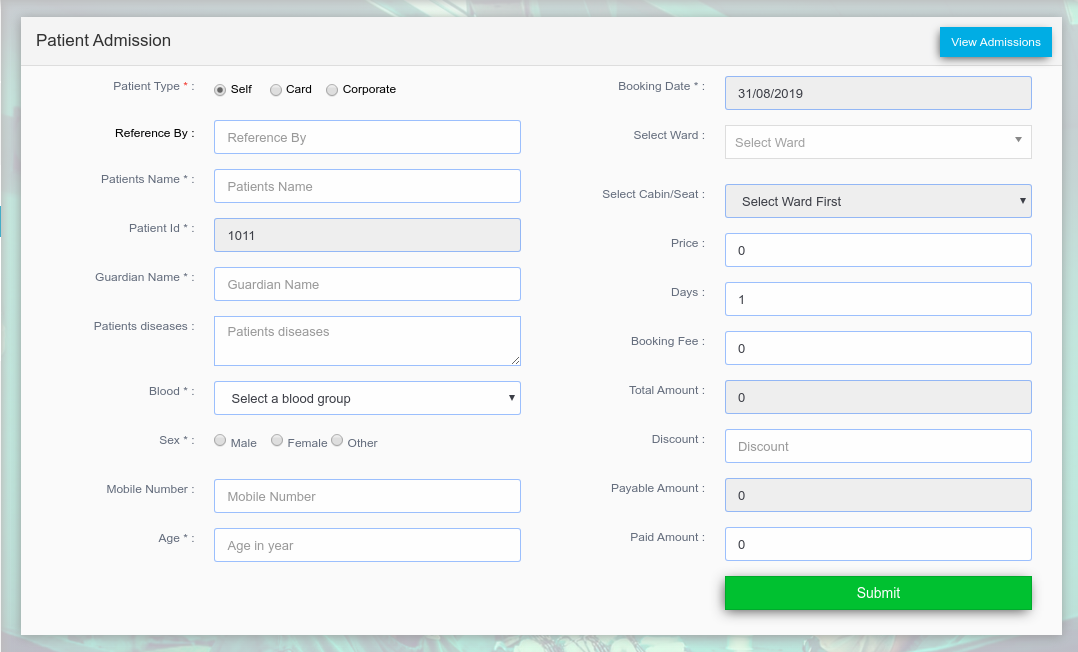 Patient Admission
View Admissions
Patient Type * :
Self Card Corporate
Reference By :
Reference By
Patients Name * :
Patients Name
Patient Id * :
1011
Guardian Name * :
Guardian Name
Patients diseases :
Patients diseases
Blood * :
Select a blood group
Sex * :
Male Female Other
Mobile Number :
Mobile Number
Age * :
Age in year
Booking Date * :
31/08/2019
Select Ward :
Select Ward
Select Cabin/Seat :
Select Ward First
Price :
0
Days :
1
Booking Fee :
0
Total Amount :
0
Discount :
Discount
Payable Amount :
0
Paid Amount :
0
Submit